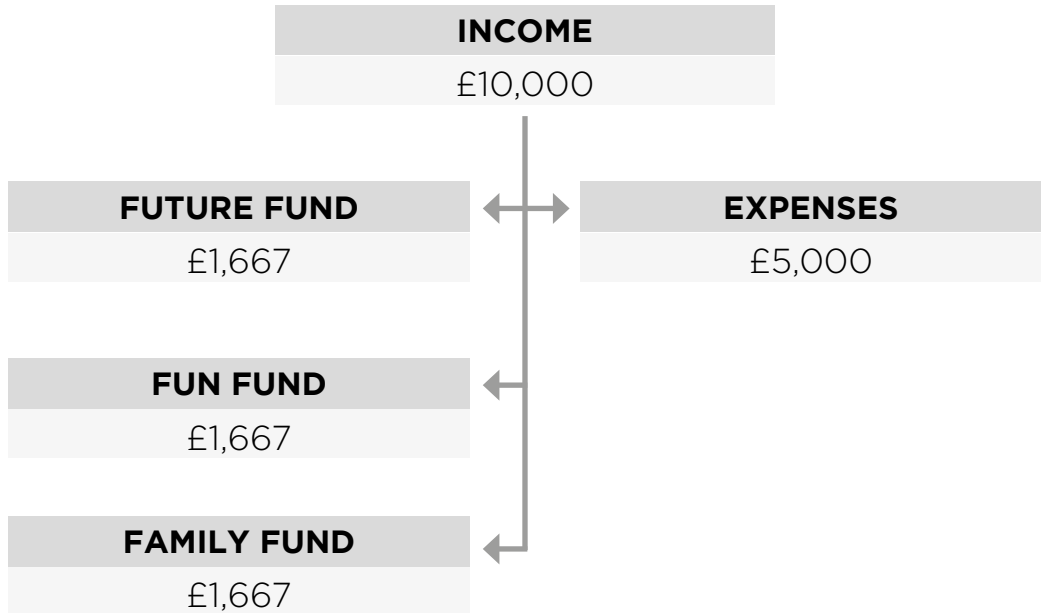 INCOME
£10,000
FUTURE FUND
£1,667
EXPENSES
£5,000
FUN FUND
£1,667
FAMILY FUND
£1,667